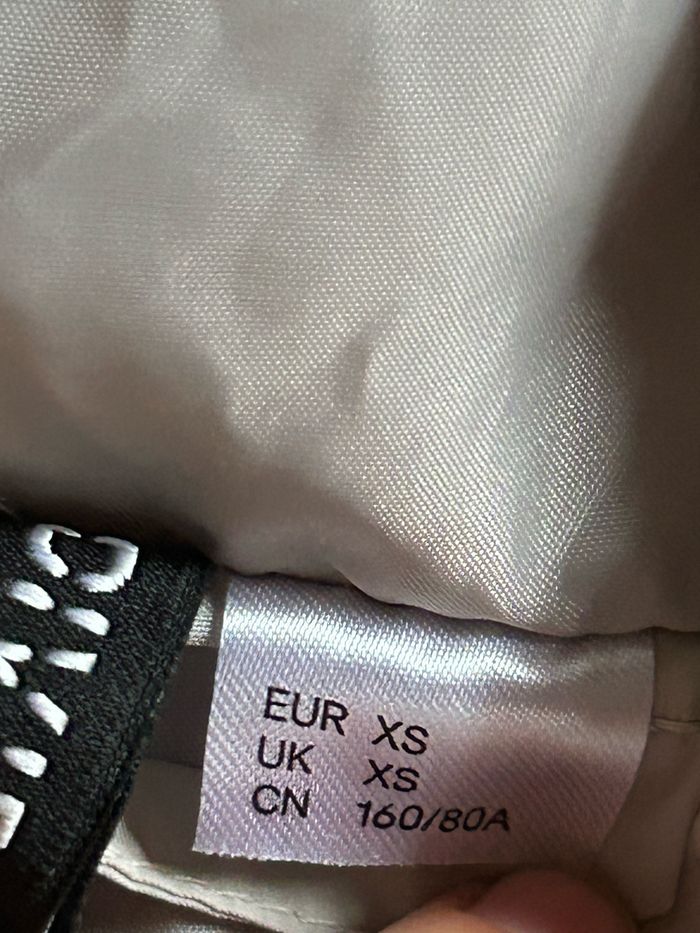 EUR XS
UK XS
CN 160/80A